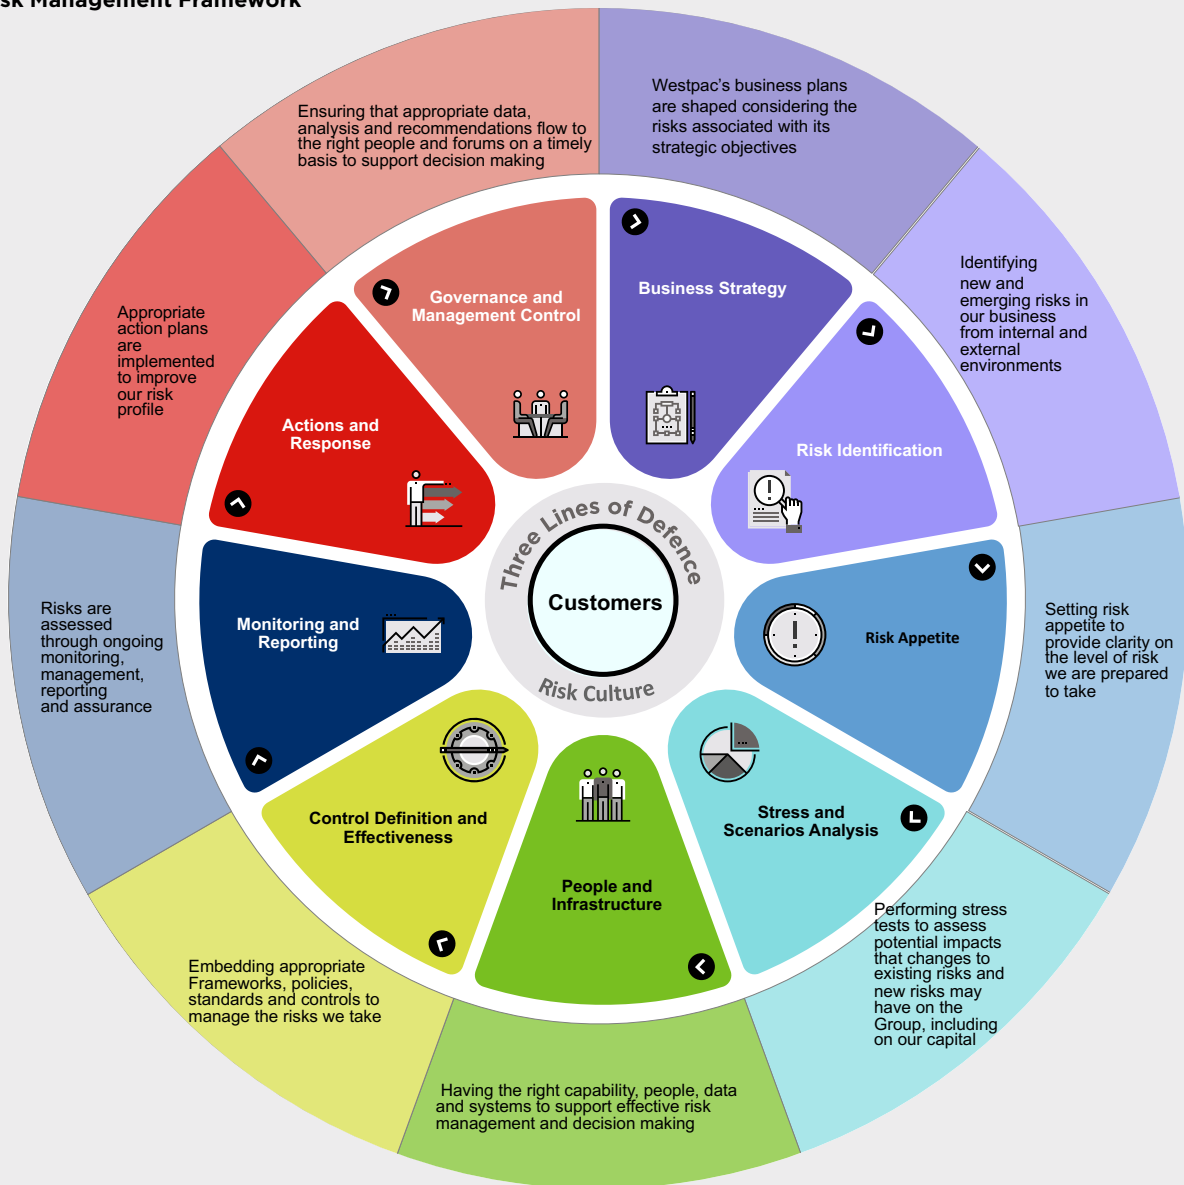 sk Management Framework
Ensuring that appropriate data,
analysis and recommendations flow to
the right people and forums on a timely
basis to support decision making
Westpac's business plans
are shaped considering the
risks associated with its
strategic objectives
Identifying
new and
emerging risks in
our business
from internal and
external
environments
Setting risk
appetite to
provide clarity on
the level of risk
we are prepared
to take
Performing stress
tests to assess
potential impacts
that changes to
existing risks and
new risks may
have on the
Group, including
on our capital
Having the right capability, people, data
and systems to support effective risk
management and decision making
Embedding appropriate
Frameworks, policies,
standards and controls to
manage the risks we take
Risks are
assessed
through ongoing
monitoring,
management,
reporting
and assurance
Appropriate
action plans
are
implemented
to improve
our risk
profile
Governance and
Management Control
Business Strategy
Risk Identification
Risk Appetite
Stress and
Scenarios Analysis
People and
Infrastructure
Control Definition and
Effectiveness
Monitoring and
Reporting
Actions and
Response
Three Lines of Defence
Customers
Risk Culture